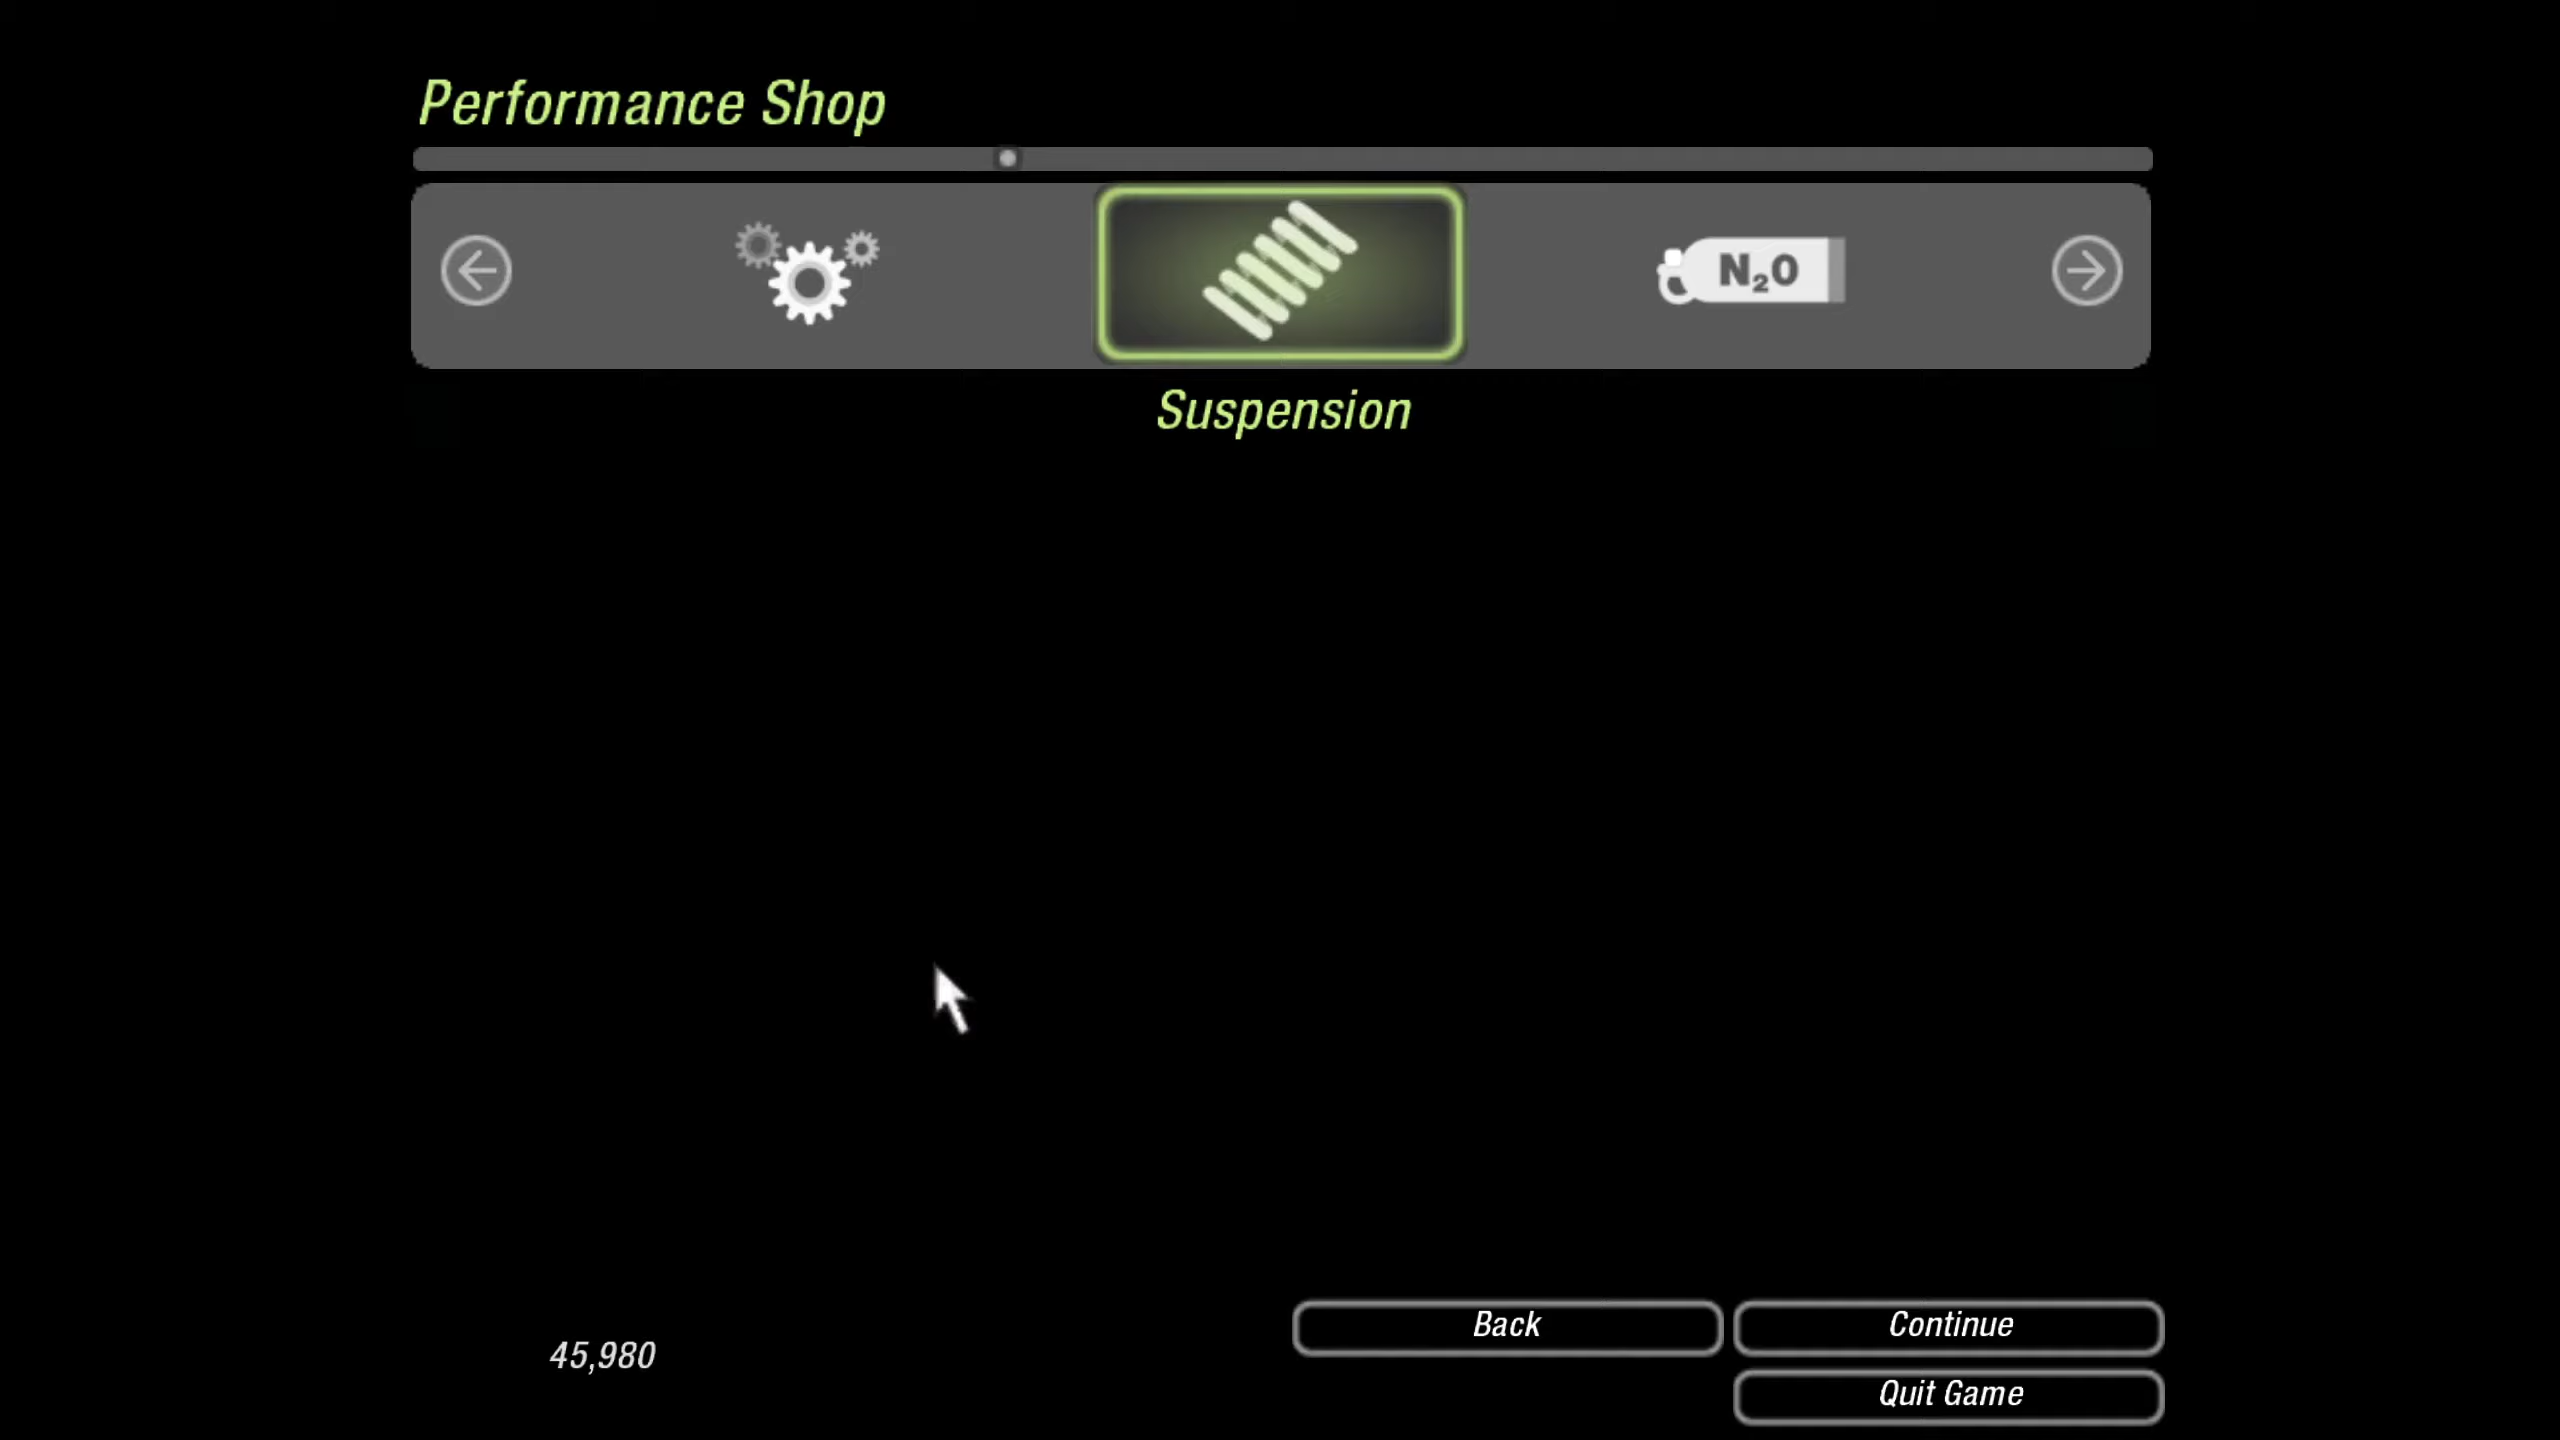 Performance Shop
N₂O
Suspension
Back
Continue
45,980
Quit Game